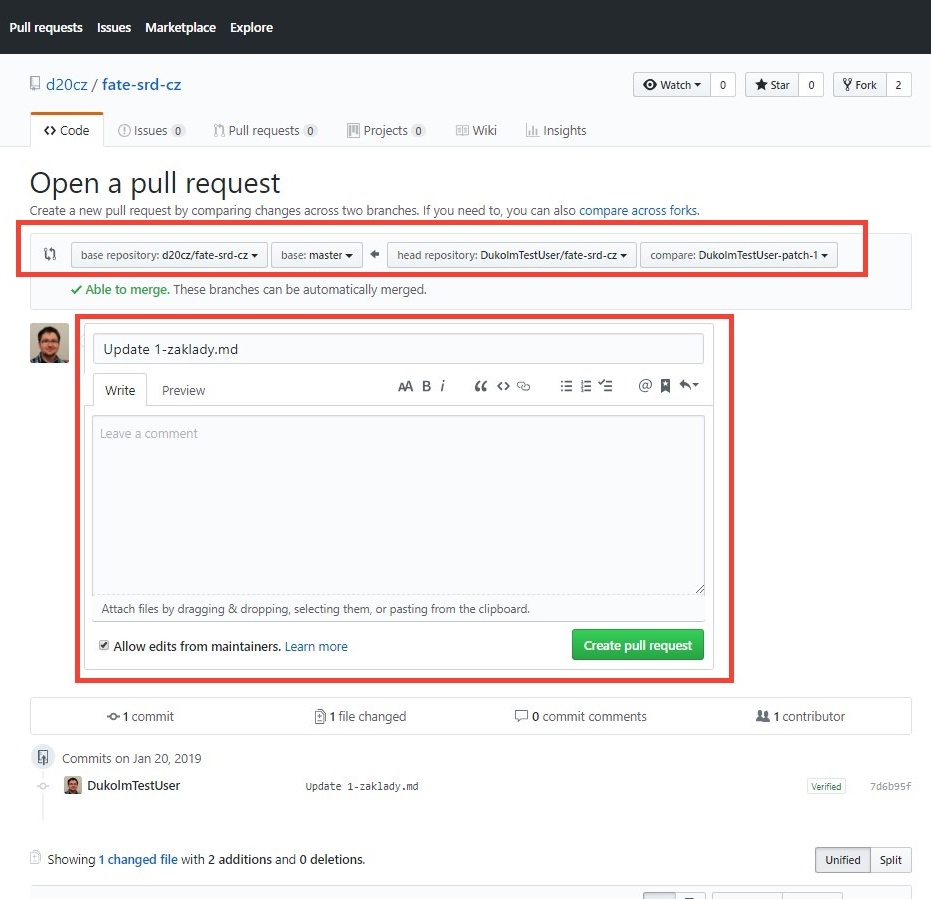 Pull requests Issues Marketplace Explore
d20cz / fate-srd-cz
Watch 0 Star 0 Fork 2
Code Issues 0 Pull requests 0 Projects 0 Wiki Insights
Open a pull request
Create a new pull request by comparing changes across two branches. If you need to, you can also compare across forks.
base repository: d20cz/fate-srd-cz base: master head repository: DukolmTestUser/fate-srd-cz compare: DukolmTestUser-patch-1
Able to merge. These branches can be automatically merged.
Update 1-zaklady.md
Write Preview AA B i
Leave a comment
Attach files by dragging & dropping, selecting them, or pasting from the clipboard.
Allow edits from maintainers. Learn more Create pull request
1 commit 1 file changed 0 commit comments 1 contributor
Commits on Jan 20, 2019
DukolmTestUser Update 1-zaklady.md Verified 7d6b95f
Showing 1 changed file with 2 additions and 0 deletions. Unified Split